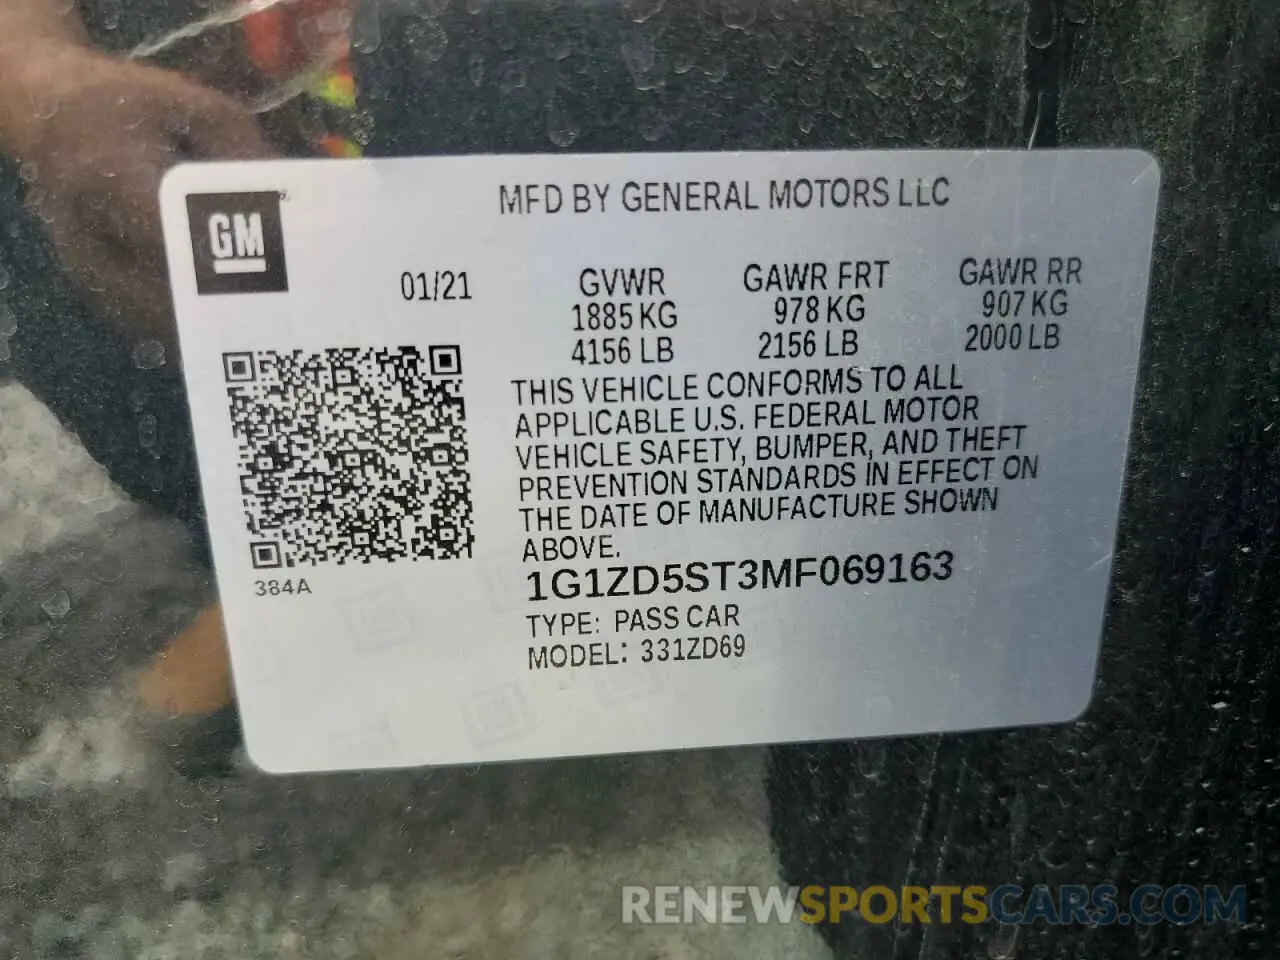 MFD BY GENERAL MOTORS LLC
GM
01/21
GVWR GAWR FRT GAWR RR
1885 KG 978 KG 907 KG
4156 LB 2156 LB 2000 LB
THIS VEHICLE CONFORMS TO ALL
APPLICABLE U.S. FEDERAL MOTOR
VEHICLE SAFETY, BUMPER, AND THEFT
PREVENTION STANDARDS IN EFFECT ON
THE DATE OF MANUFACTURE SHOWN
ABOVE.
384A
1G1ZD5ST3MF069163
TYPE: PASS CAR
MODEL: 331ZD69
RENEWSPORTSCARS.COM